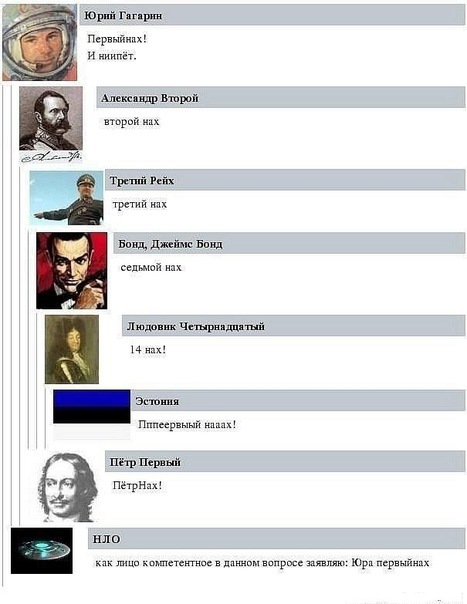 Юрий Гагарин
Первыйнах!
И ниипёт.
Александр Второй
второй нах
Третий Рейх
третий нах
Бонд, Джеймс Бонд
седьмой нах
Людовик Четырнадцатый
14 нах!
Эстония
Пппеервыый нааах!
Пётр Первый
ПётрНах!
НЛО
как лицо компетентное в данном вопросе заявляю: Юра первыйнах